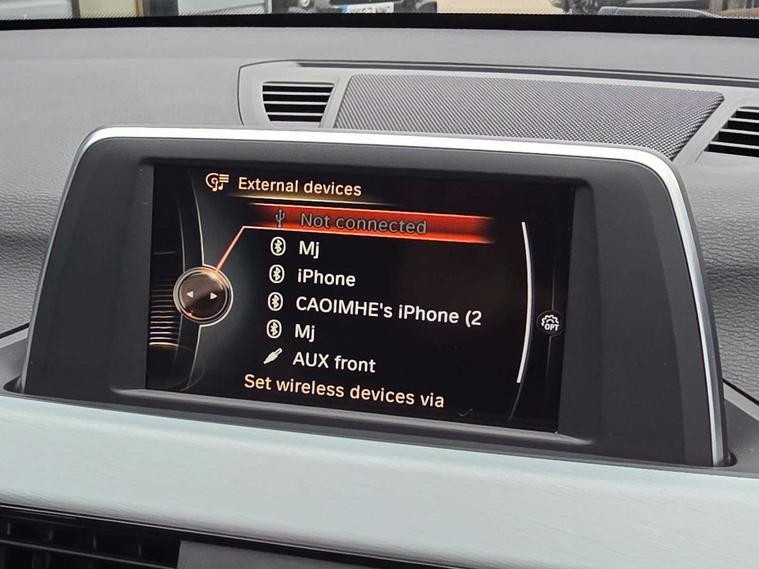 External devices
Not connected
Mj
iPhone
CAOIMHE's iPhone (2
Mj
AUX front
Set wireless devices via
OPT